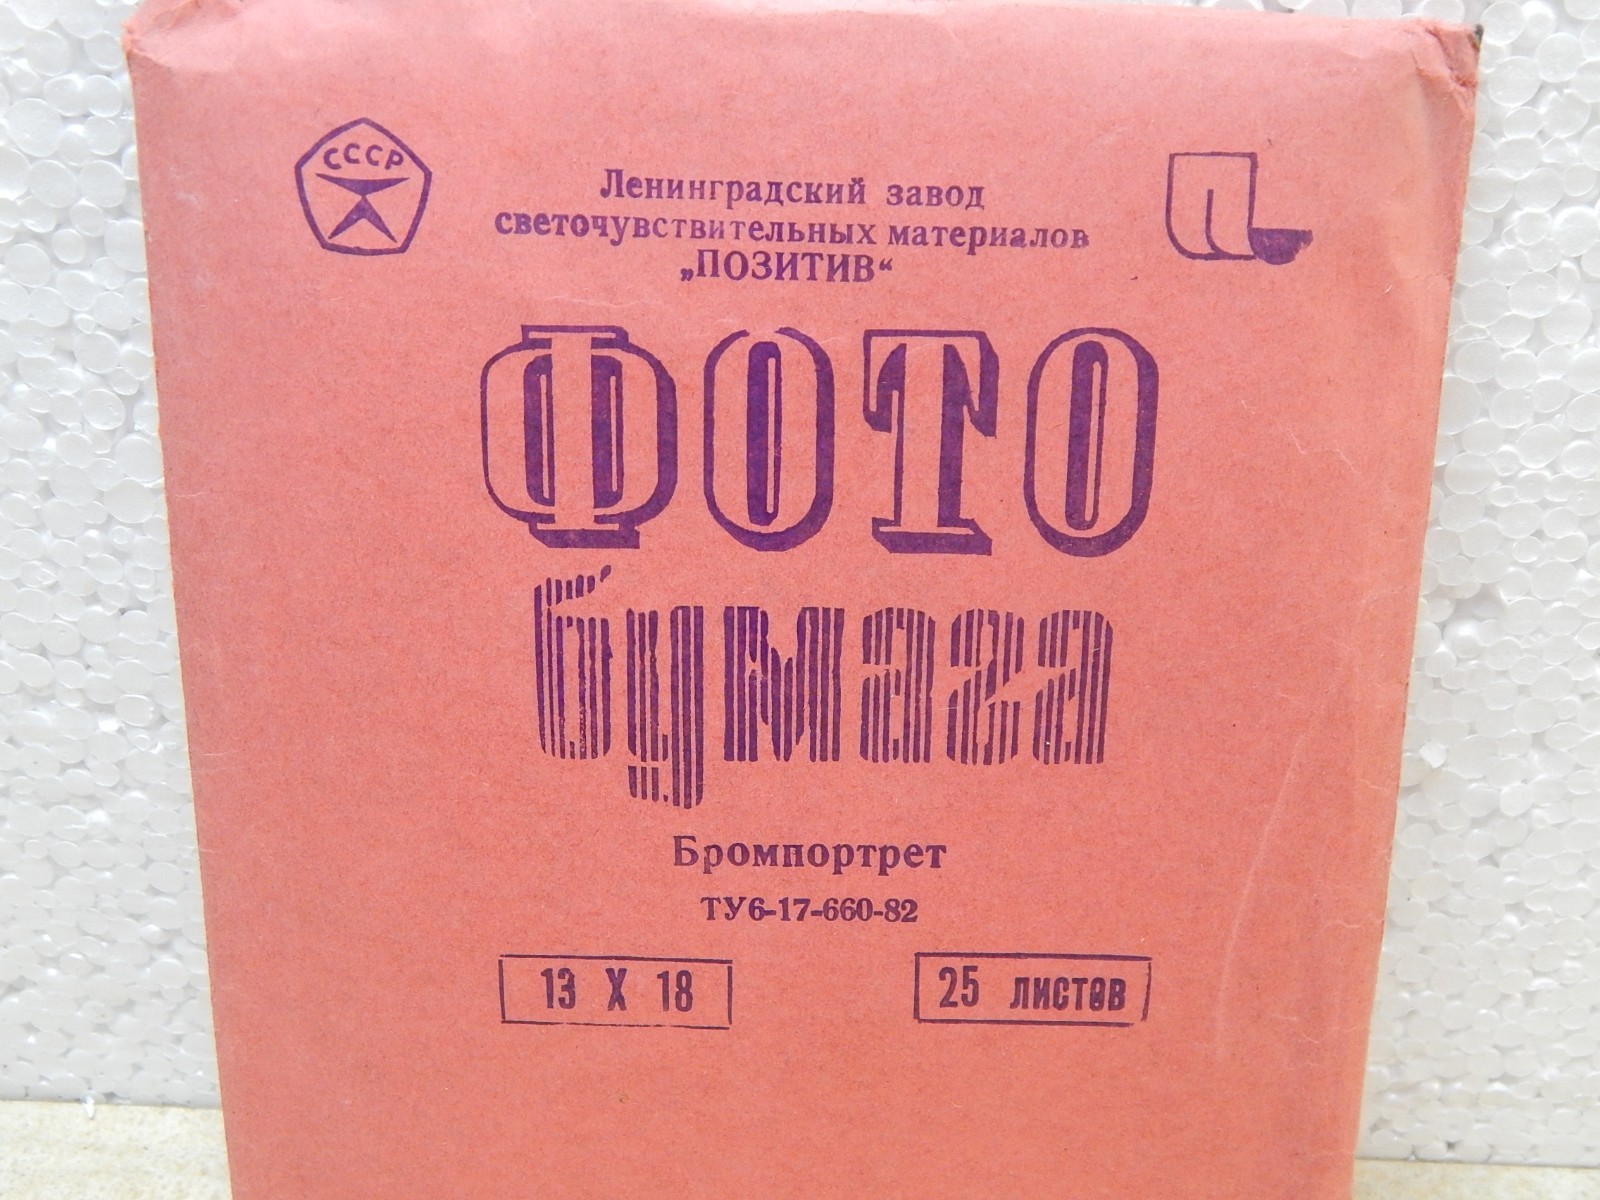 СССР
Ленинградский завод
светочувствительных материалов
„ПОЗИТИВ“
ФОТО
бумага
Бромпортрет
ТУ6-17-660-82
13 X 18
25 листов